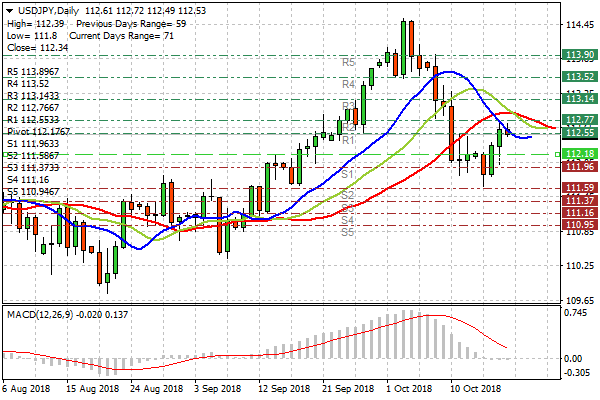 USDJPY,Daily 112.61 112.72 112.49 112.53
High= 112.39 Previous Days Range= 59
Low= 111.8 Current Days Range= 71
Close= 112.34
R5 113.8967
R4 113.52
R3 113.1433
R2 112.7667
R1 112.5533
Pivot 112.1767
S1 111.9633
S2 111.5867
S3 111.3733
S4 111.16
S5 110.9467
R5
R4
R3
R2
R1
S1
S2
S3
S4
S5
114.45
113.90
113.52
113.14
112.77
112.55
112.18
111.96
111.59
111.37
111.16
110.95
110.85
110.25
109.65
MACD(12,26,9) -0.020 0.137
0.745
0.00
-0.305
6 Aug 2018 15 Aug 2018 24 Aug 2018 3 Sep 2018 12 Sep 2018 21 Sep 2018 1 Oct 2018 10 Oct 2018